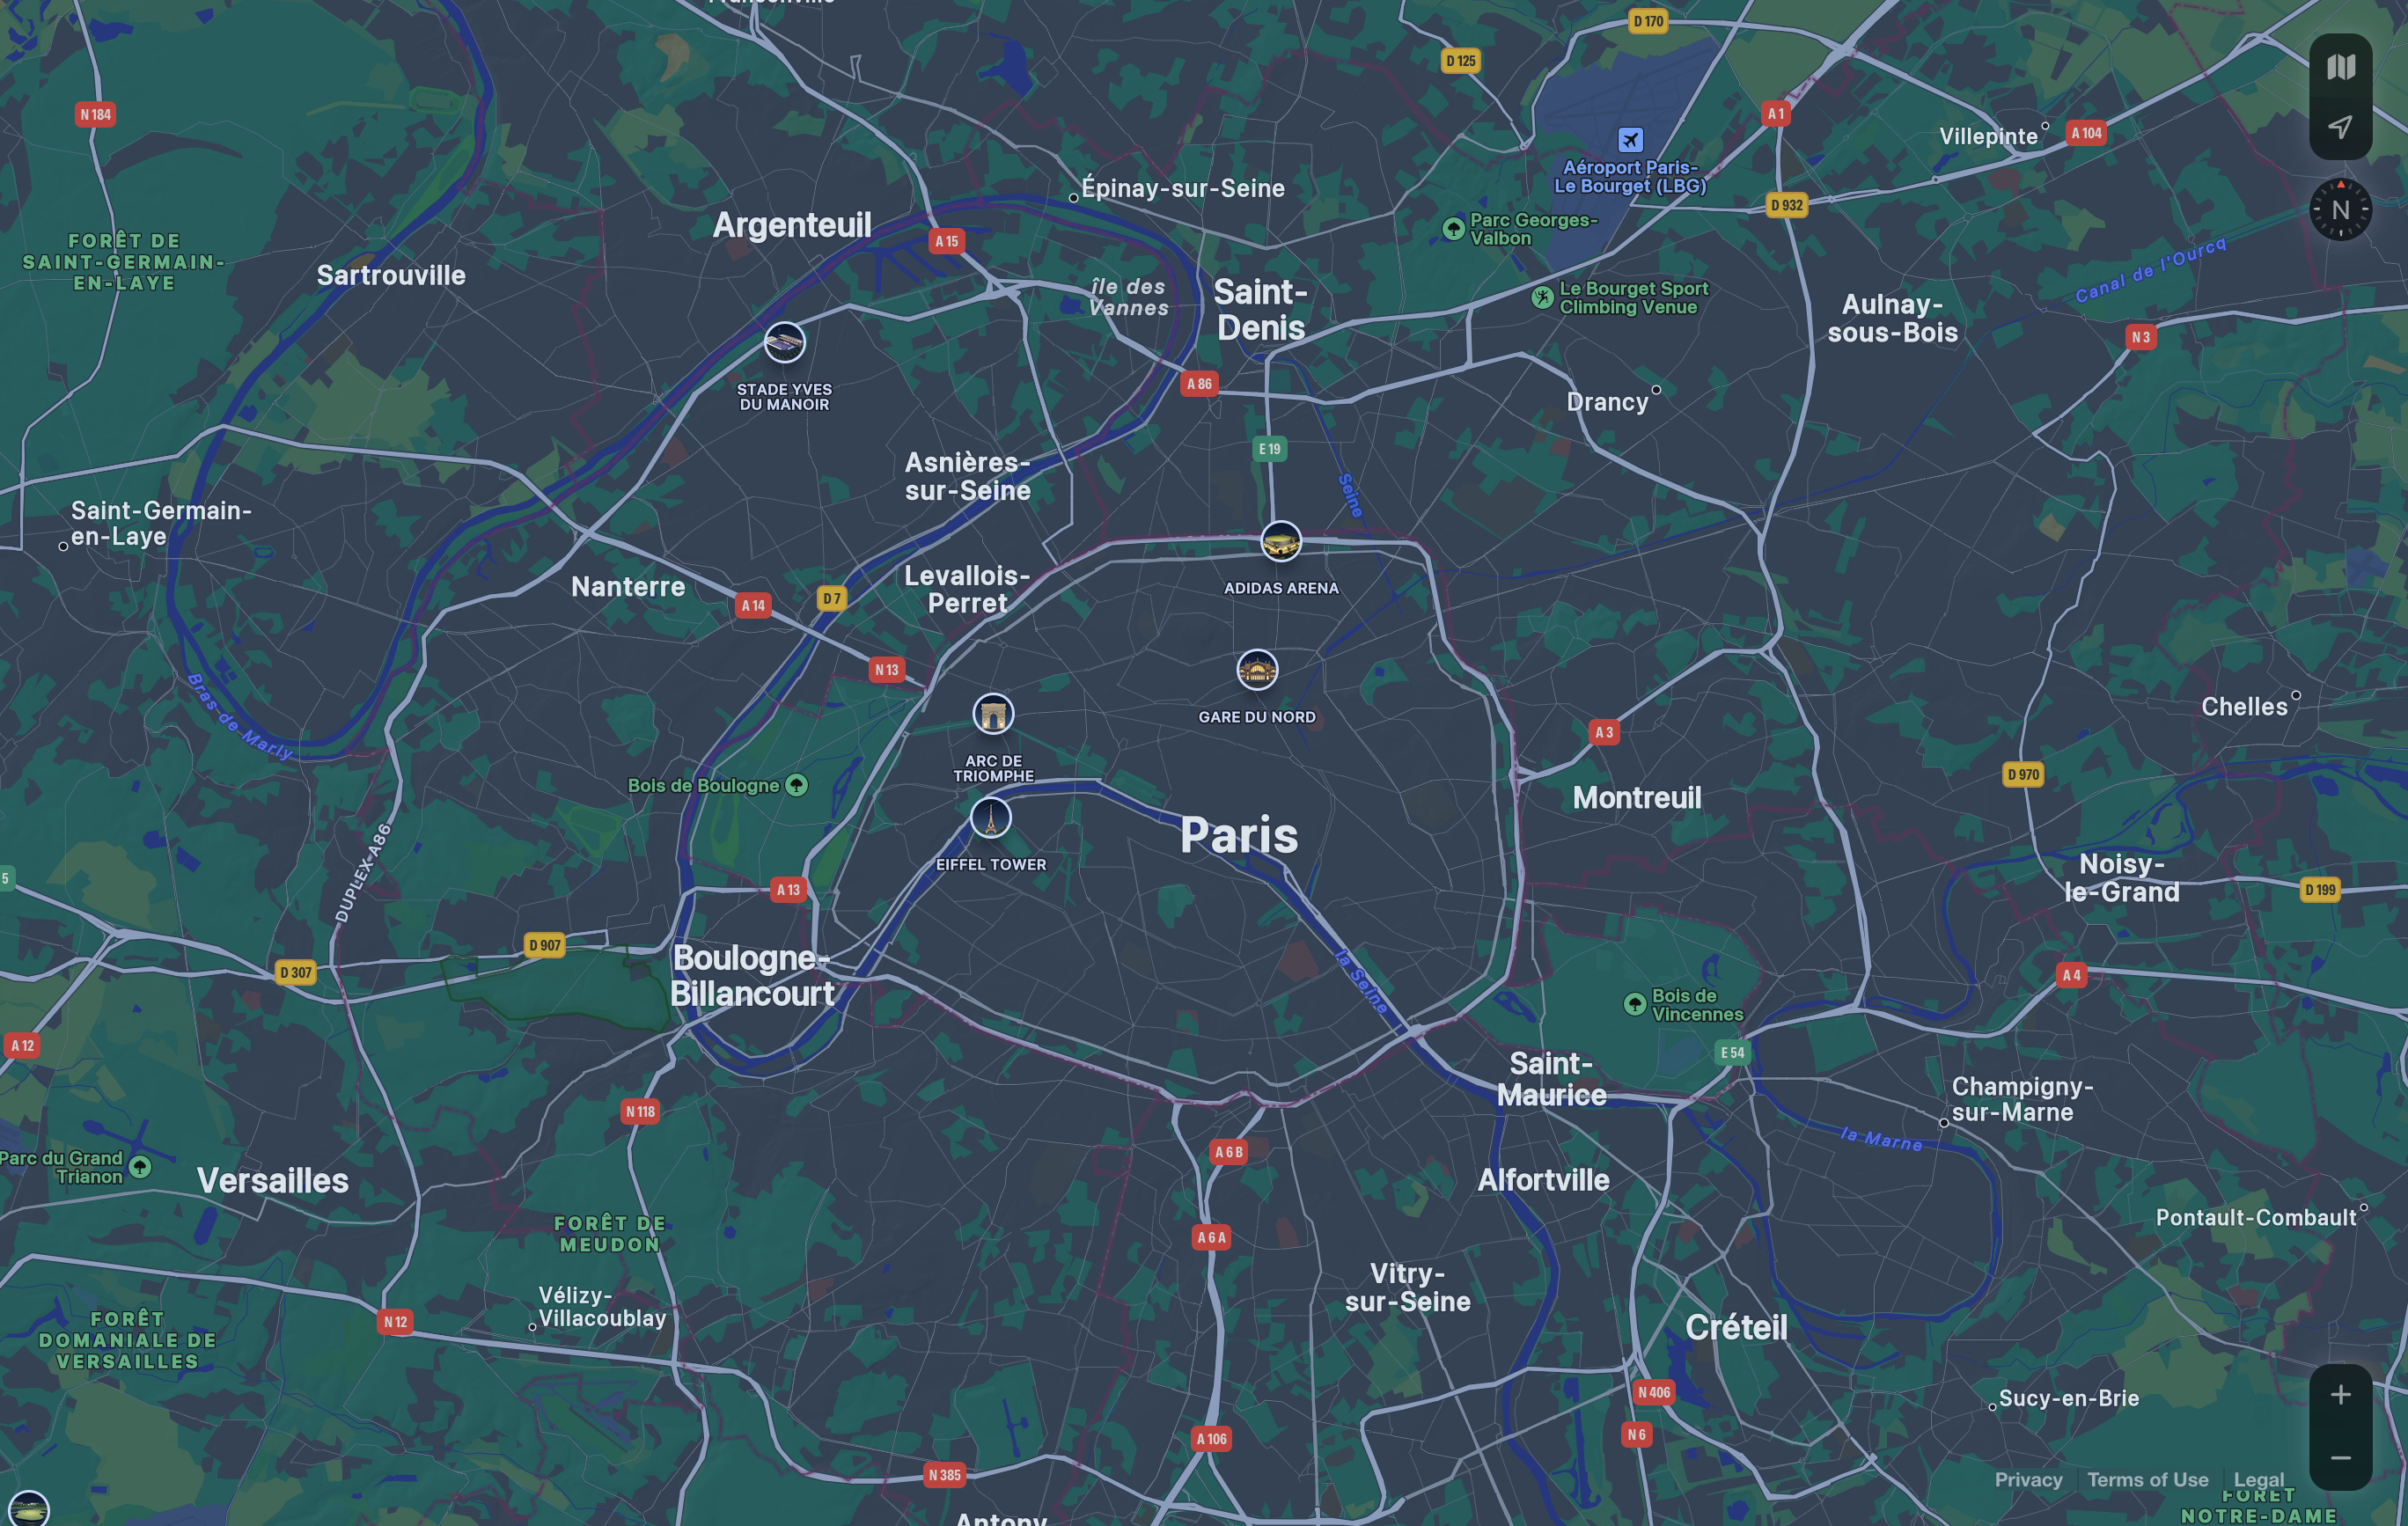 D 170
D 125
N 184
A 1
Villepinte
A 104
Aéroport Paris-
Le Bourget (LBG)
Épinay-sur-Seine
D 932
N
Argenteuil
Parc Georges-
Valbon
A 15
FORÊT DE
SAINT-GERMAIN-
EN-LAYE
Sartrouville
Canal de l'Ourcq
île des
Vannes
Saint-
Denis
Le Bourget Sport
Climbing Venue
Aulnay-
sous-Bois
N 3
STADE YVES
DU MANOIR
A 86
Drancy
E 19
Asnières-
sur-Seine
Seine
Saint-Germain-
en-Laye
Nanterre
Levallois-
Perret
ADIDAS ARENA
A 14
D 7
N 13
Bras de Marly
GARE DU NORD
Chelles
A 3
ARC DE
TRIOMPHE
D 970
Bois de Boulogne
Montreuil
Paris
EIFFEL TOWER
DUPLEX A86
5
A 13
Noisy-
le-Grand
D 199
D 907
D 307
Boulogne-
Billancourt
la Seine
A 4
Bois de
Vincennes
A 12
E 54
Saint-
Maurice
Champigny-
sur-Marne
N 118
la Marne
A 6 B
Parc du Grand
Trianon
Versailles
Alfortville
Pontault-Combault
FORÊT DE
MEUDON
A 6 A
Vitry-
sur-Seine
Vélizy-
Villacoublay
N 12
FORÊT
DOMANIALE DE
VERSAILLES
Créteil
N 406
Sucy-en-Brie
+
N 6
A 106
N 385
−
Privacy
Terms of Use
Legal
FORÊT
NOTRE-DAME
Antony